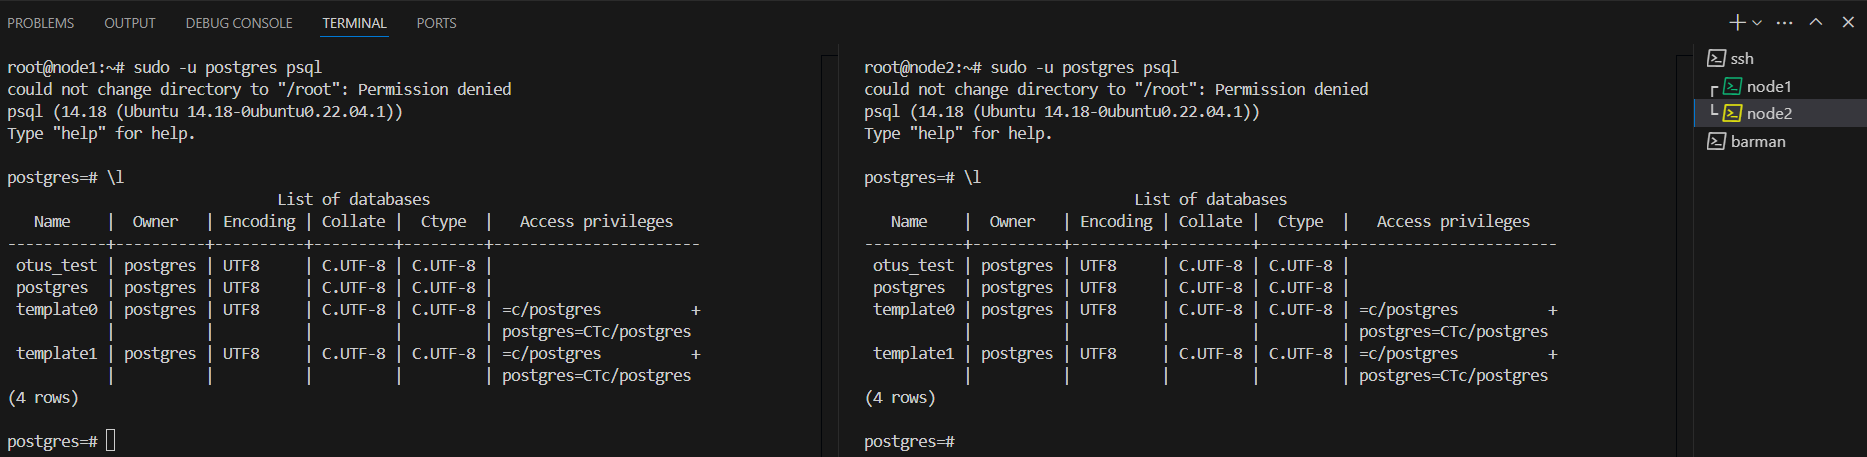 PROBLEMS OUTPUT DEBUG CONSOLE TERMINAL PORTS
root@node1:~# sudo -u postgres psql
could not change directory to "/root": Permission denied
psql (14.18 (Ubuntu 14.18-0ubuntu0.22.04.1))
Type "help" for help.

postgres=# \l
                              List of databases
   Name    |  Owner   | Encoding | Collate |  Ctype  |   Access privileges
-----------+----------+----------+---------+---------+-----------------------
 otus_test | postgres | UTF8     | C.UTF-8 | C.UTF-8 |
 postgres  | postgres | UTF8     | C.UTF-8 | C.UTF-8 |
 template0 | postgres | UTF8     | C.UTF-8 | C.UTF-8 | =c/postgres          +
           |          |          |         |         | postgres=CTc/postgres
 template1 | postgres | UTF8     | C.UTF-8 | C.UTF-8 | =c/postgres          +
           |          |          |         |         | postgres=CTc/postgres
(4 rows)

postgres=#
root@node2:~# sudo -u postgres psql
could not change directory to "/root": Permission denied
psql (14.18 (Ubuntu 14.18-0ubuntu0.22.04.1))
Type "help" for help.

postgres=# \l
                              List of databases
   Name    |  Owner   | Encoding | Collate |  Ctype  |   Access privileges
-----------+----------+----------+---------+---------+-----------------------
 otus_test | postgres | UTF8     | C.UTF-8 | C.UTF-8 |
 postgres  | postgres | UTF8     | C.UTF-8 | C.UTF-8 |
 template0 | postgres | UTF8     | C.UTF-8 | C.UTF-8 | =c/postgres          +
           |          |          |         |         | postgres=CTc/postgres
 template1 | postgres | UTF8     | C.UTF-8 | C.UTF-8 | =c/postgres          +
           |          |          |         |         | postgres=CTc/postgres
(4 rows)

postgres=#
ssh
node1
node2
barman